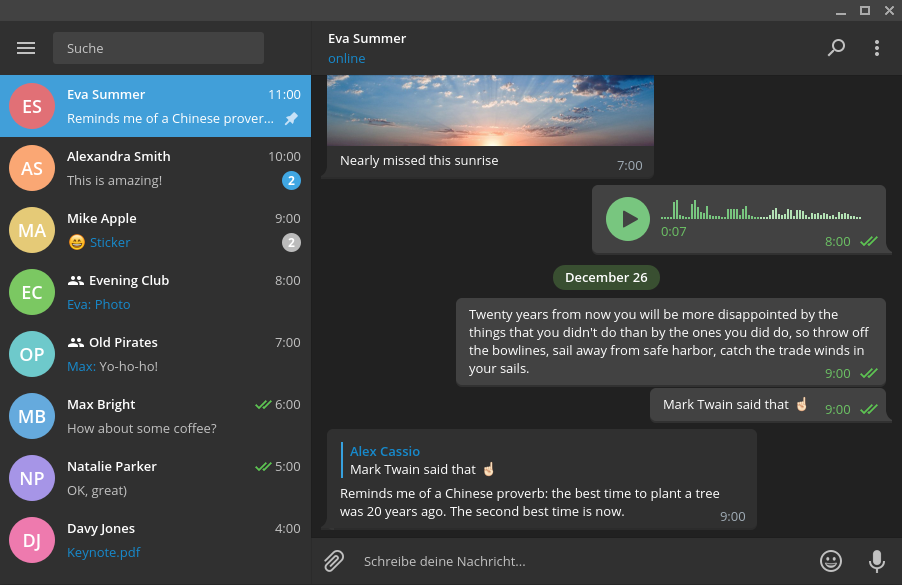 Suche
ES
Eva Summer 11:00
Reminds me of a Chinese prover...
AS
Alexandra Smith 10:00
This is amazing! 2
MA
Mike Apple 9:00
😄 Sticker 2
EC
Evening Club 8:00
Eva: Photo
OP
Old Pirates 7:00
Max: Yo-ho-ho!
MB
Max Bright 6:00
How about some coffee?
NP
Natalie Parker 5:00
OK, great)
DJ
Davy Jones 4:00
Keynote.pdf
Eva Summer
online
Nearly missed this sunrise 7:00
0:07
8:00
December 26
Twenty years from now you will be more disappointed by the
things that you didn't do than by the ones you did do, so throw off
the bowlines, sail away from safe harbor, catch the trade winds in
your sails. 9:00
Mark Twain said that ☝🏻 9:00
Alex Cassio
Mark Twain said that ☝🏻
Reminds me of a Chinese proverb: the best time to plant a tree
was 20 years ago. The second best time is now. 9:00
Schreibe deine Nachricht...